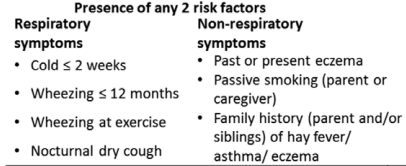 Presence of any 2 risk factors
Respiratory
symptoms
• Cold ≤ 2 weeks
• Wheezing ≤ 12 months
• Wheezing at exercise
• Nocturnal dry cough
Non-respiratory
symptoms
• Past or present eczema
• Passive smoking (parent or
caregiver)
• Family history (parent and/or
siblings) of hay fever/
asthma/ eczema